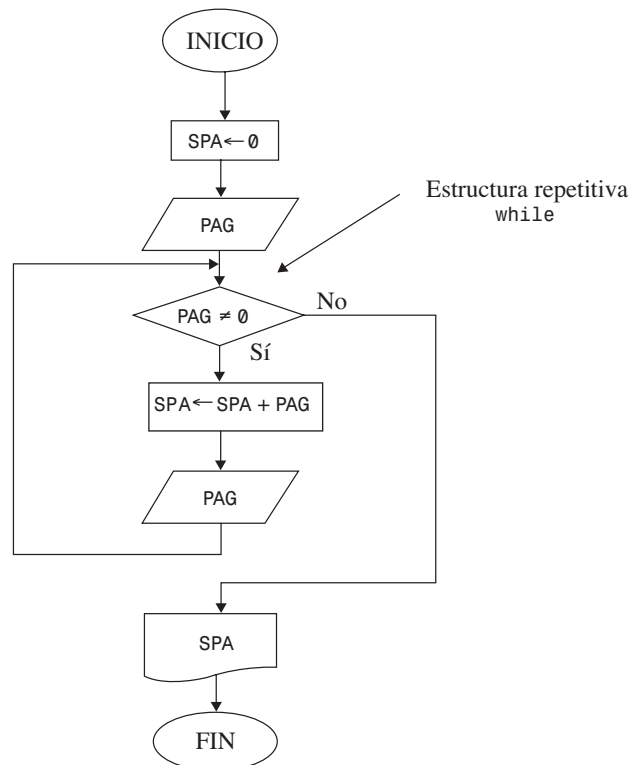 INICIO
SPA ← 0
PAG
Estructura repetitiva
while
PAG ≠ 0
No
Sí
SPA ← SPA + PAG
PAG
SPA
FIN